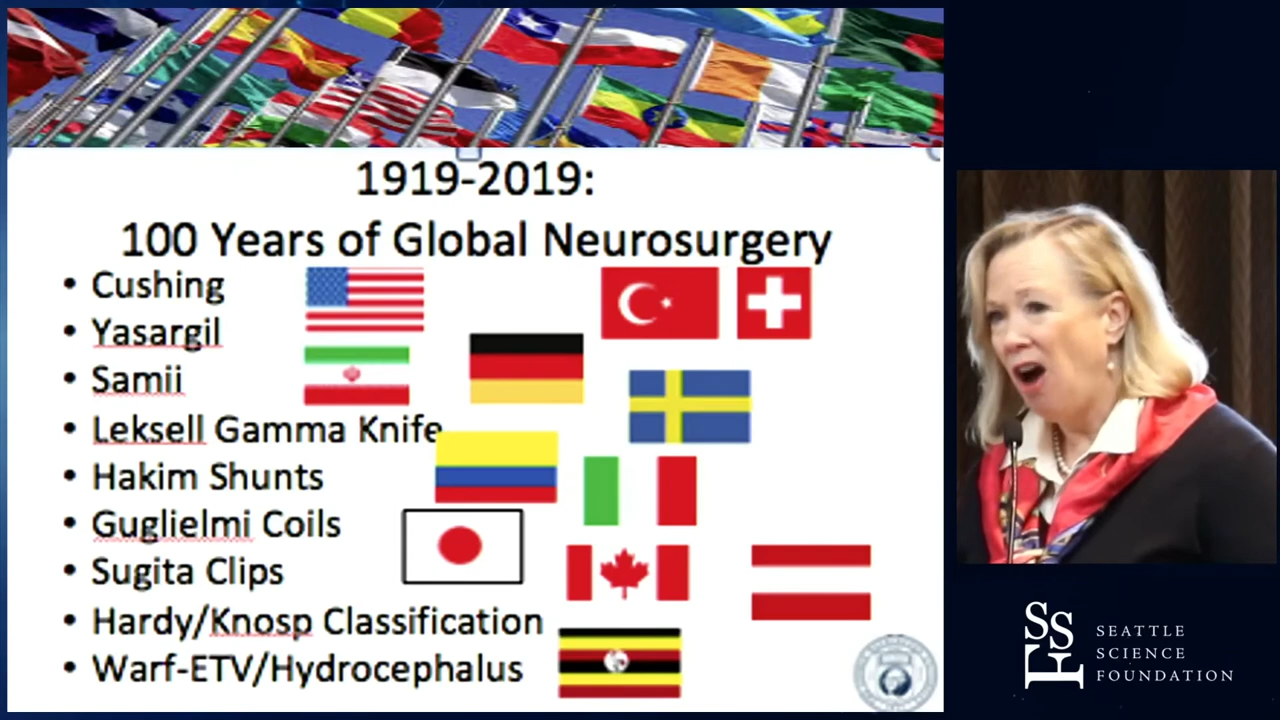 1919-2019:
100 Years of Global Neurosurgery
• Cushing
• Yasargil
• Samii
• Leksell Gamma Knife
• Hakim Shunts
• Guglielmi Coils
• Sugita Clips
• Hardy/Knosp Classification
• Warf-ETV/Hydrocephalus
SSF
SEATTLE
SCIENCE
FOUNDATION